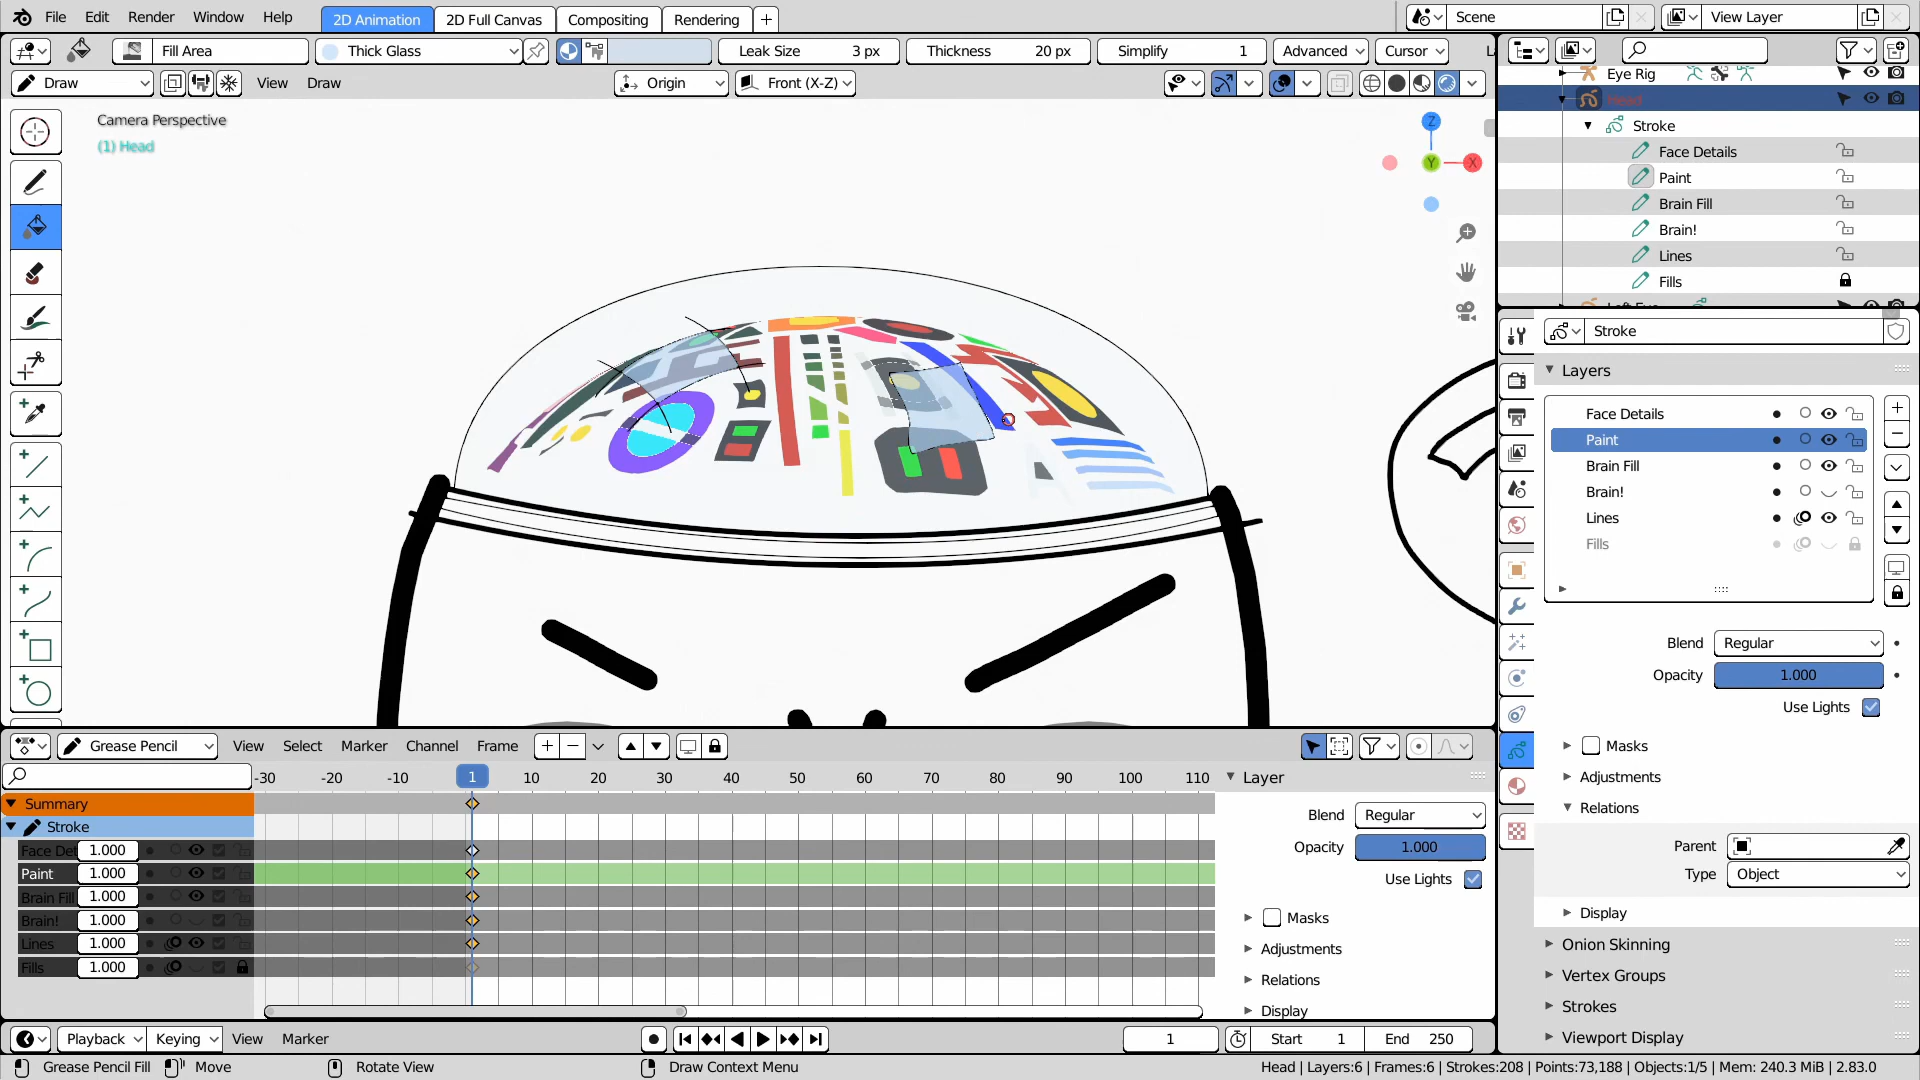 File Edit Render Window Help 2D Animation 2D Full Canvas Compositing Rendering + Scene View Layer
Fill Area Thick Glass Leak Size 3 px Thickness 20 px Simplify 1 Advanced Cursor
Draw View Draw Origin Front (X-Z)
Camera Perspective
(1) Head
Z
Y
X
Eye Rig
Head
Stroke
Face Details
Paint
Brain Fill
Brain!
Lines
Fills
Stroke
Layers
Face Details
Paint
Brain Fill
Brain!
Lines
Fills
Blend Regular
Opacity 1.000
Use Lights
Masks
Adjustments
Relations
Parent
Type Object
Display
Onion Skinning
Vertex Groups
Strokes
Viewport Display
Grease Pencil View Select Marker Channel Frame
-30 -20 -10 1 10 20 30 40 50 60 70 80 90 100 110
Summary
Stroke
Face Det 1.000
Paint 1.000
Brain Fill 1.000
Brain! 1.000
Lines 1.000
Fills 1.000
Layer
Blend Regular
Opacity 1.000
Use Lights
Masks
Adjustments
Relations
Display
Playback Keying View Marker 1 Start 1 End 250
Grease Pencil Fill Move Rotate View Draw Context Menu Head | Layers:6 | Frames:6 | Strokes:208 | Points:73,188 | Objects:1/5 | Mem: 240.3 MiB | 2.83.0